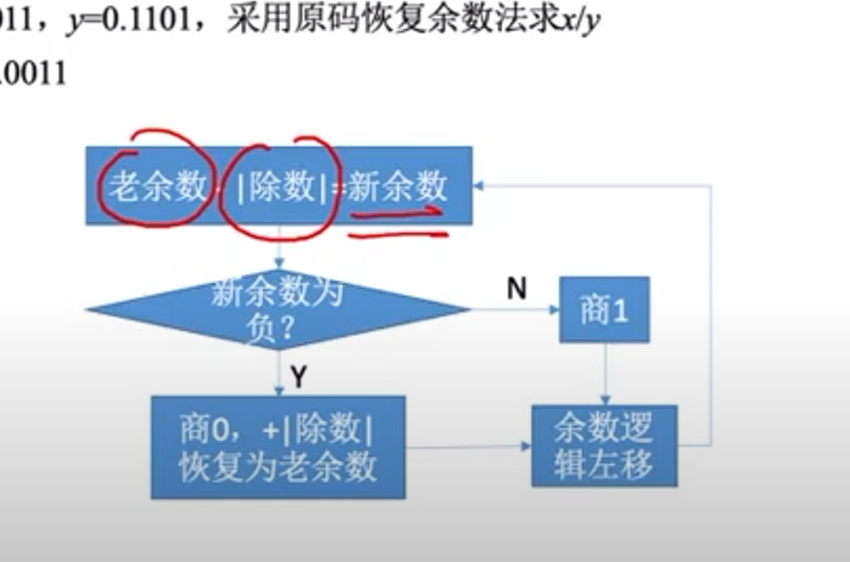 011，y=0.1101，采用原码恢复余数法求x/y
.0011
老余数-|除数|=新余数
新余数为
负？
N
商1
Y
商0，+|除数|
恢复为老余数
余数逻
辑左移